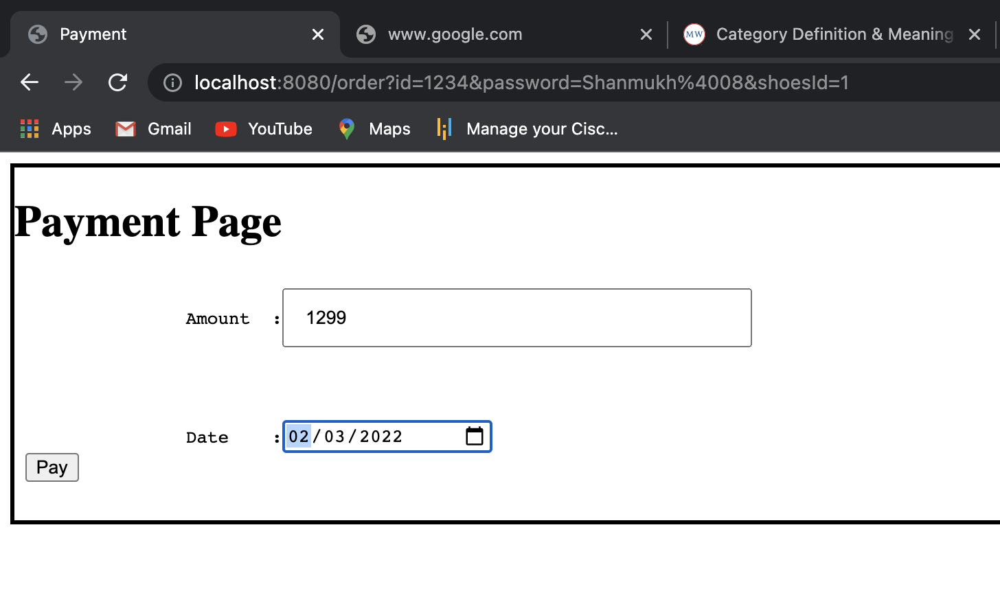 Payment
www.google.com
MW Category Definition & Meaning
localhost:8080/order?id=1234&password=Shanmukh%4008&shoesId=1
Apps Gmail YouTube Maps Manage your Cisc...
Payment Page
Amount : 1299
Date : 02/03/2022
Pay